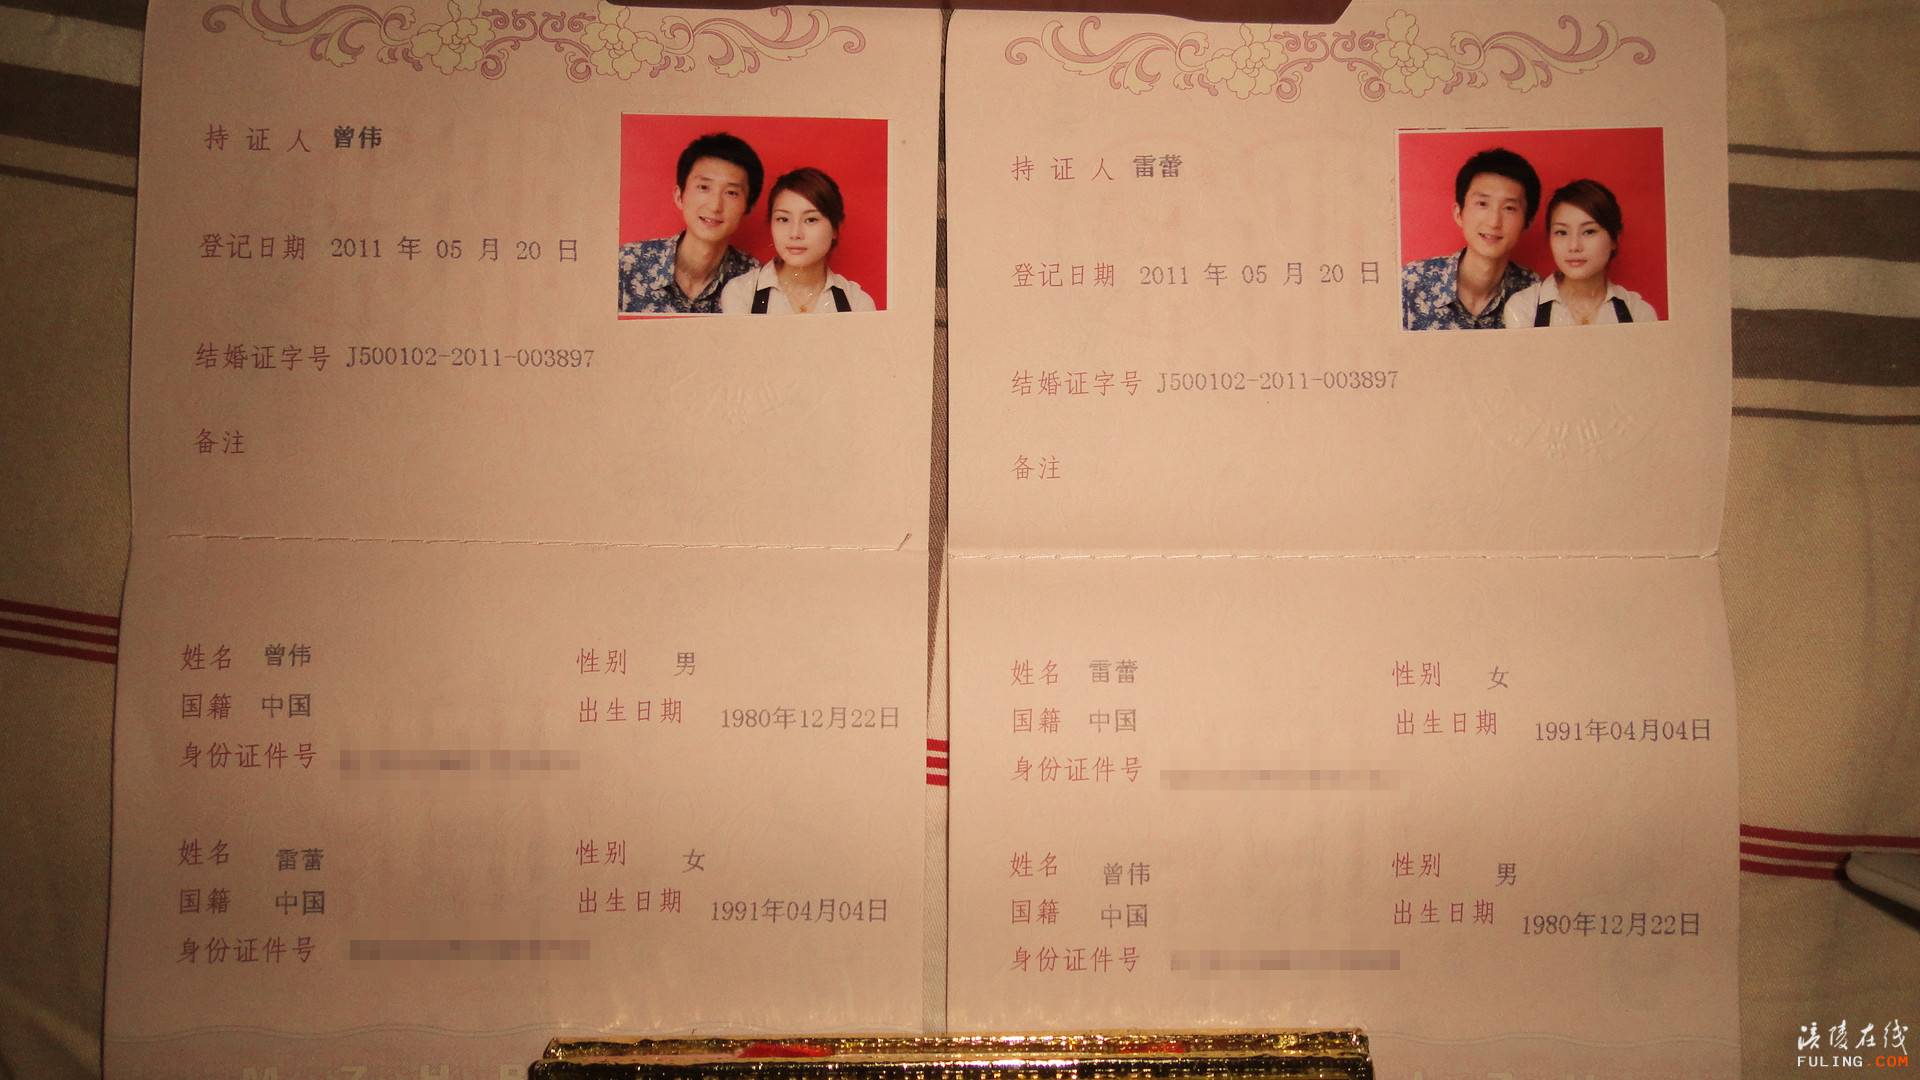 持证人 曾伟
登记日期 2011 年 05 月 20 日
结婚证字号 J500102-2011-003897
备注
姓名 曾伟 性别 男
国籍 中国 出生日期 1980年12月22日
身份证件号
姓名 雷蕾 性别 女
国籍 中国 出生日期 1991年04月04日
身份证件号
持证人 雷蕾
登记日期 2011 年 05 月 20 日
结婚证字号 J500102-2011-003897
备注
姓名 雷蕾 性别 女
国籍 中国 出生日期 1991年04月04日
身份证件号
姓名 曾伟 性别 男
国籍 中国 出生日期 1980年12月22日
身份证件号
涪陵在线
FULING.COM